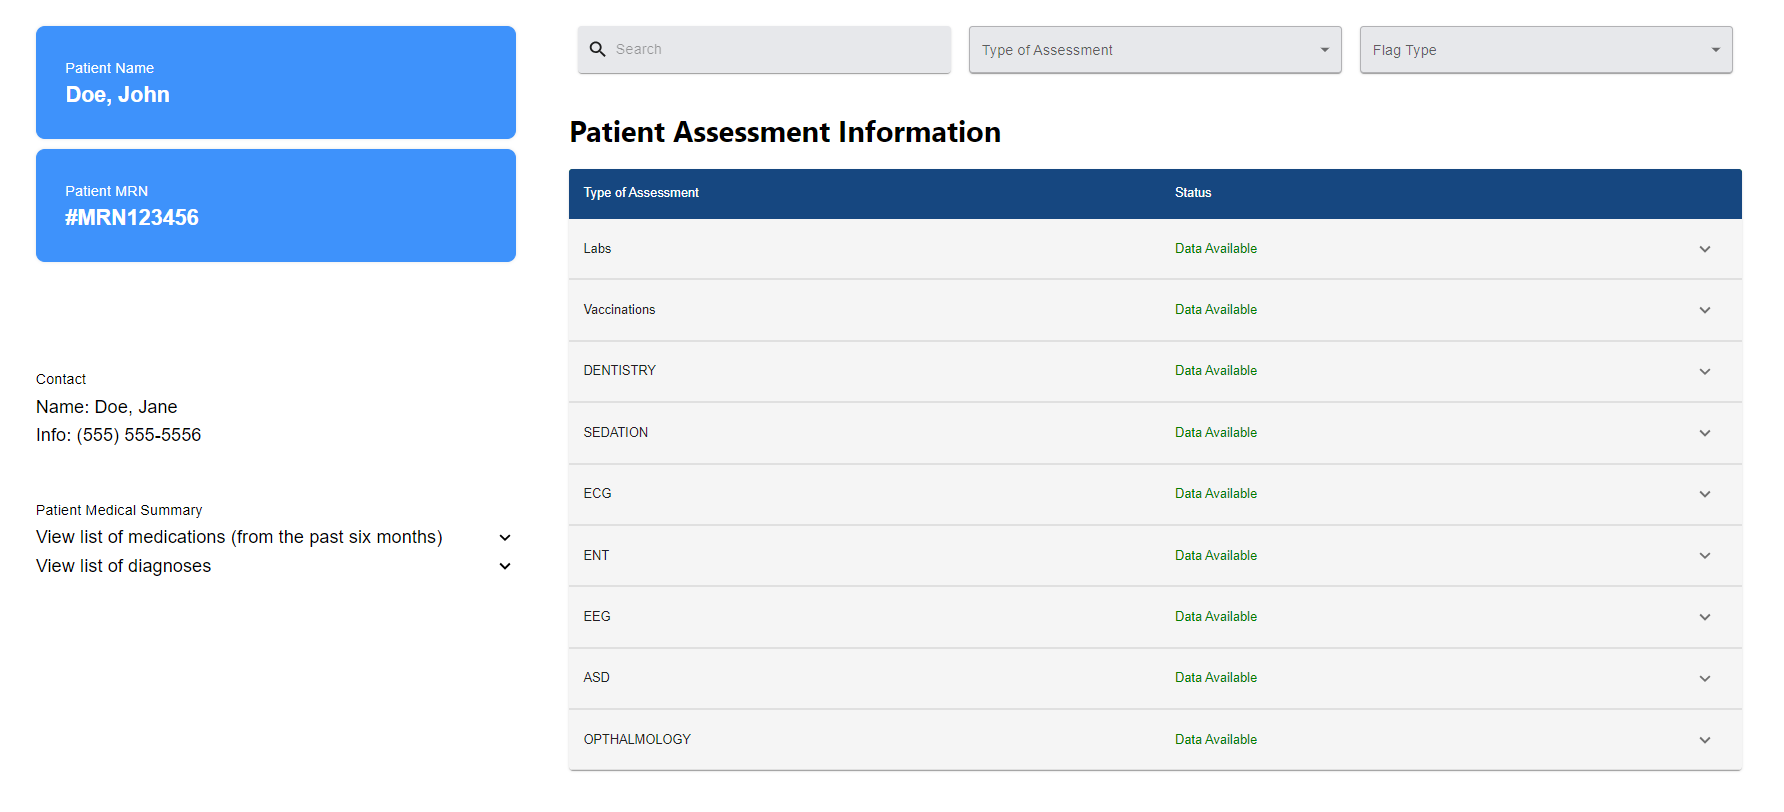 Patient Name
Doe, John
Patient MRN
#MRN123456
Contact
Name: Doe, Jane
Info: (555) 555-5556
Patient Medical Summary
View list of medications (from the past six months)
View list of diagnoses
Search
Type of Assessment
Flag Type
Patient Assessment Information
Type of Assessment Status
Labs Data Available
Vaccinations Data Available
DENTISTRY Data Available
SEDATION Data Available
ECG Data Available
ENT Data Available
EEG Data Available
ASD Data Available
OPTHALMOLOGY Data Available